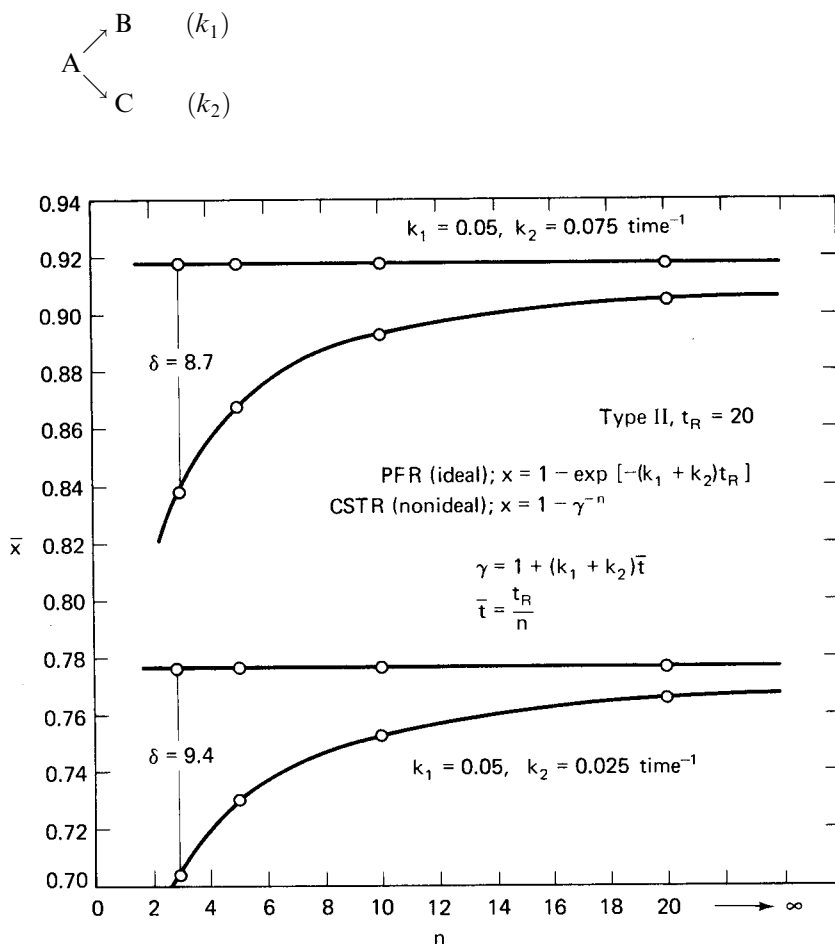 B (k₁)
A
C (k₂)
0.94
0.92
0.90
0.88
0.86
0.84
0.82
x̄
0.80
0.78
0.76
0.74
0.72
0.70
k₁ = 0.05, k₂ = 0.075 time⁻¹
δ = 8.7
Type II, t_R = 20
PFR (ideal); x = 1 − exp [−(k₁ + k₂)t_R]
CSTR (nonideal); x = 1 − γ⁻ⁿ
γ = 1 + (k₁ + k₂)t̄
t̄ = t_R/n
δ = 9.4
k₁ = 0.05, k₂ = 0.025 time⁻¹
0 2 4 6 8 10 12 14 16 18 20 → ∞
n